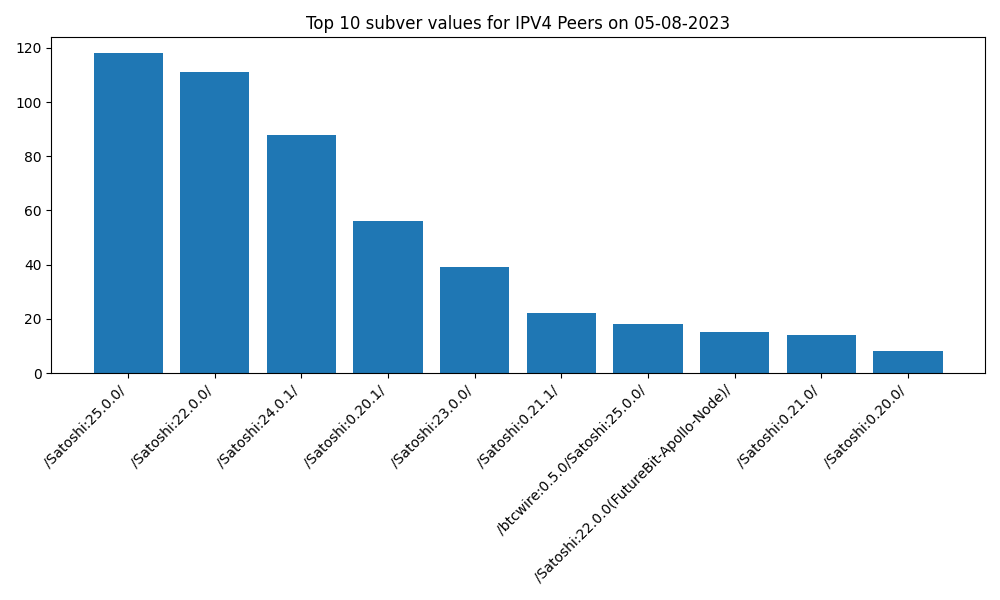 Top 10 subver values for IPV4 Peers on 05-08-2023
120
100
80
60
40
20
0
/Satoshi:25.0.0/
/Satoshi:22.0.0/
/Satoshi:24.0.1/
/Satoshi:0.20.1/
/Satoshi:23.0.0/
/Satoshi:0.21.1/
/btcwire:0.5.0/Satoshi:25.0.0/
/Satoshi:22.0.0(FutureBit-Apollo-Node)/
/Satoshi:0.21.0/
/Satoshi:0.20.0/